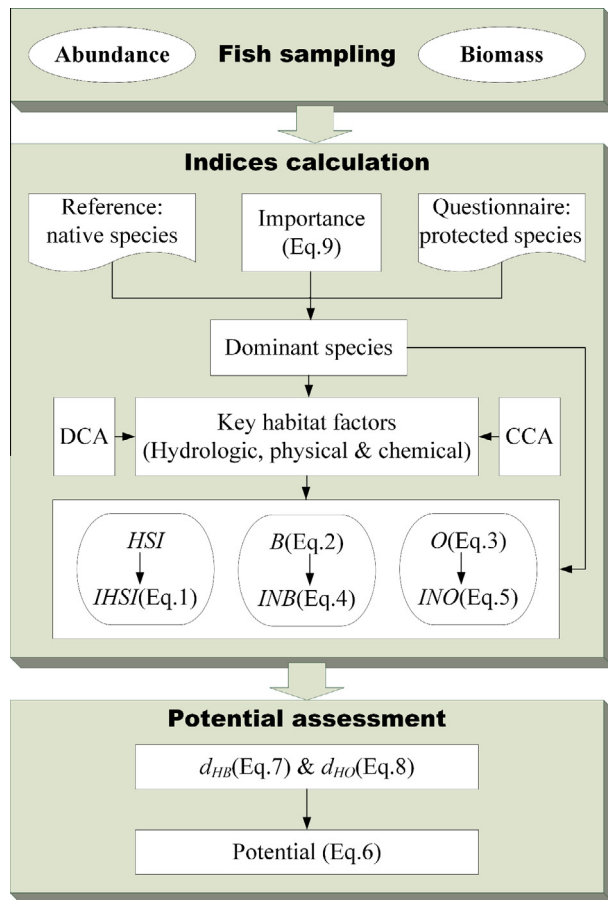 Abundance
Fish sampling
Biomass
Indices calculation
Reference:
native species
Importance
(Eq.9)
Questionnaire:
protected species
Dominant species
DCA
Key habitat factors
(Hydrologic, physical & chemical)
CCA
HSI
IHSI(Eq.1)
B(Eq.2)
INB(Eq.4)
O(Eq.3)
INO(Eq.5)
Potential assessment
dHB(Eq.7) & dHO(Eq.8)
Potential (Eq.6)